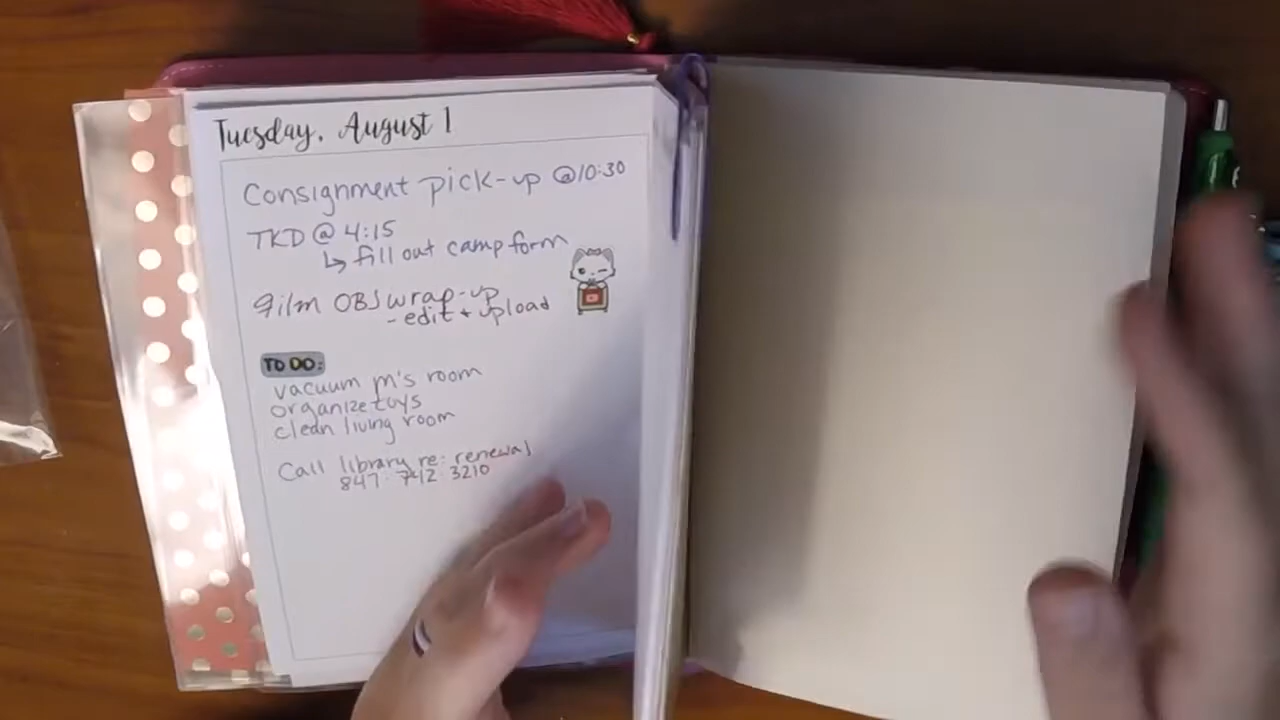 Tuesday, August 1
Consignment pick-up @10:30
TKD @ 4:15
↳ fill out camp form
Film OBJ wrap-up
- edit + upload
TO DO:
vacuum m's room
organize toys
clean living room
Call library re: renewal
847. 742. 3210